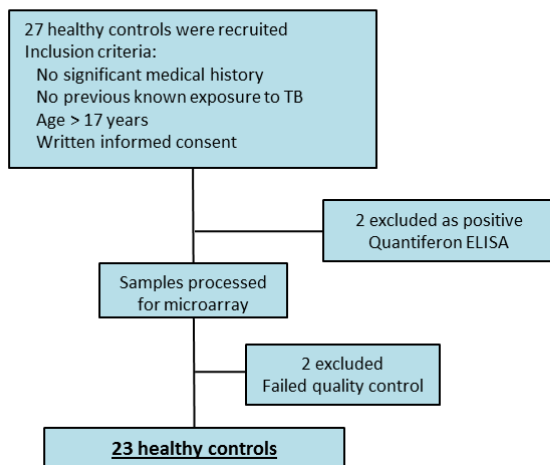 27 healthy controls were recruited
Inclusion criteria:
No significant medical history
No previous known exposure to TB
Age > 17 years
Written informed consent
2 excluded as positive
Quantiferon ELISA
Samples processed
for microarray
2 excluded
Failed quality control
23 healthy controls